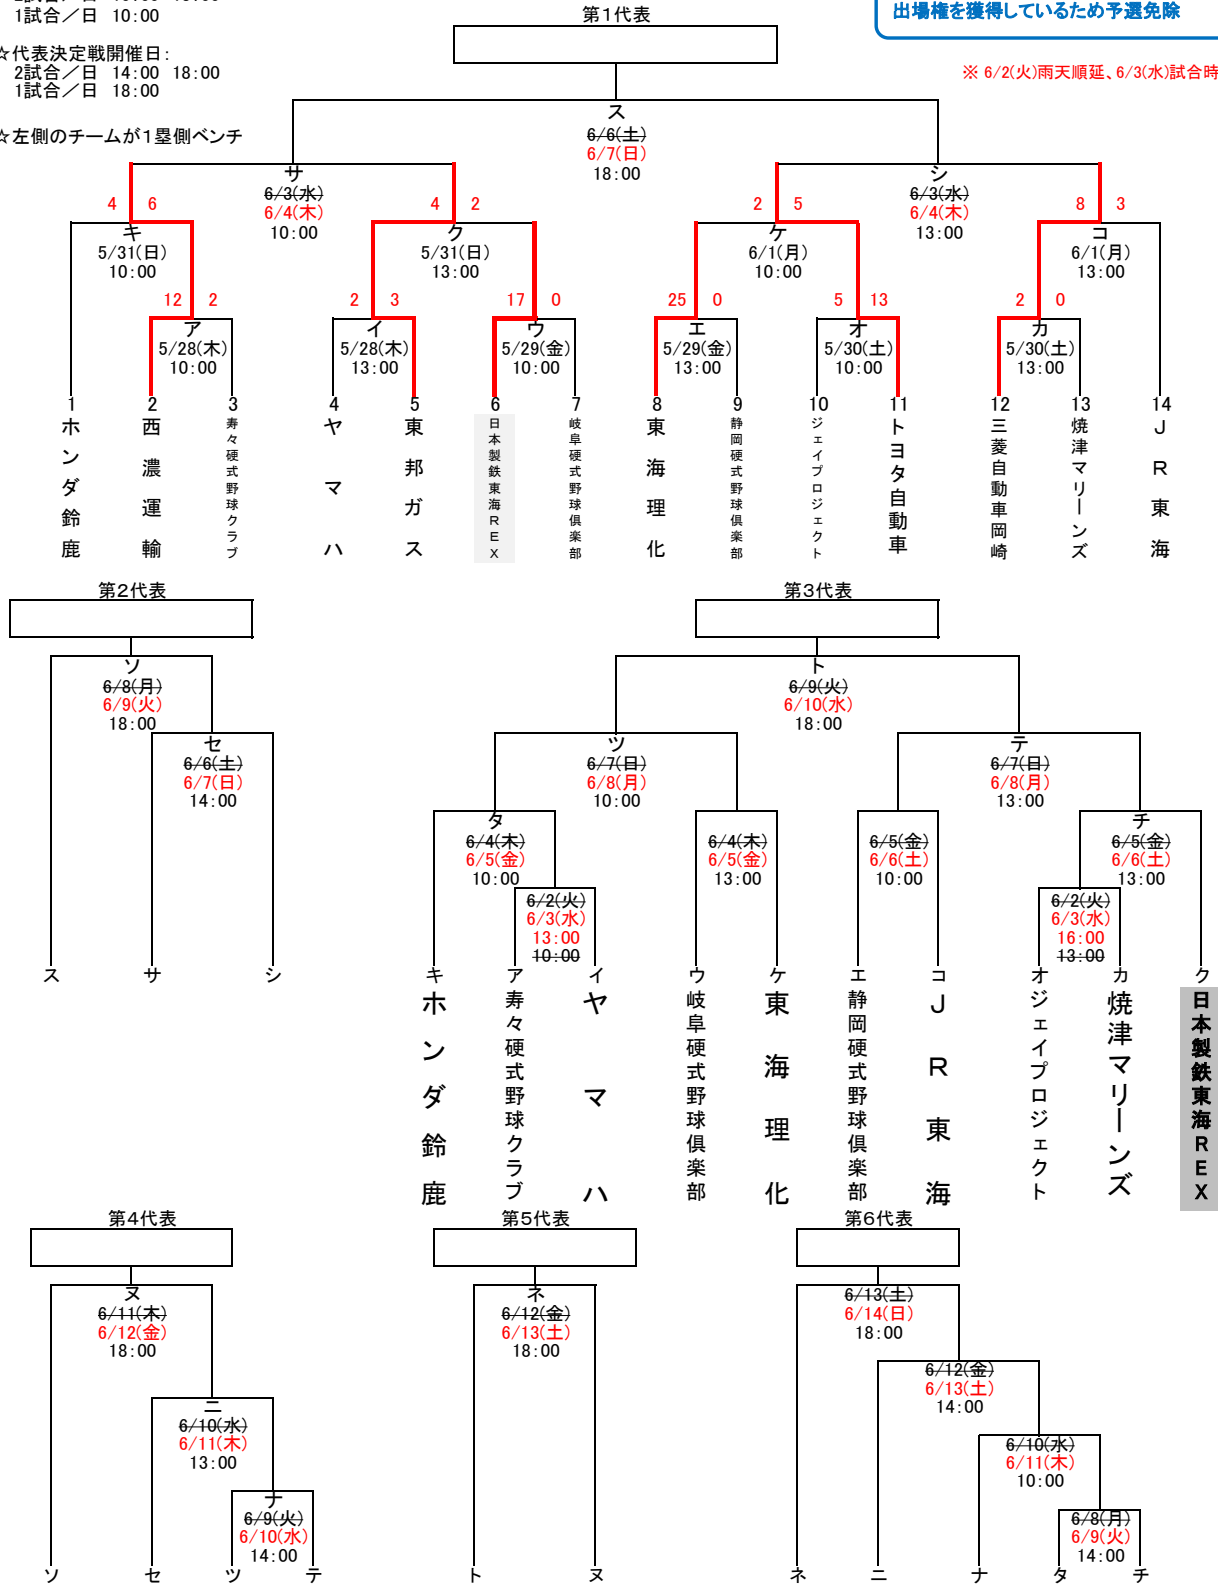 1試合／日 10:00
☆代表決定戦開催日：
2試合／日 14:00 18:00
1試合／日 18:00
☆左側のチームが1塁側ベンチ
出場権を獲得しているため予選免除
※ 6/2(火)雨天順延、6/3(水)試合時
第1代表
ス
6/6(土)
6/7(日)
18:00
サ
6/3(水)
6/4(木)
10:00
シ
6/3(水)
6/4(木)
13:00
4 6
4 2
2 5
8 3
キ
5/31(日)
10:00
ク
5/31(日)
13:00
ケ
6/1(月)
10:00
コ
6/1(月)
13:00
12 2
2 3
17 0
25 0
5 13
2 0
ア
5/28(木)
10:00
イ
5/28(木)
13:00
ウ
5/29(金)
10:00
エ
5/29(金)
13:00
オ
5/30(土)
10:00
カ
5/30(土)
13:00
1
ホンダ鈴鹿
2
西濃運輸
3
寿々硬式野球クラブ
4
ヤマハ
5
東邦ガス
6
日本製鉄東海REX
7
岐阜硬式野球倶楽部
8
東海理化
9
静岡硬式野球倶楽部
10
ジェイプロジェクト
11
トヨタ自動車
12
三菱自動車岡崎
13
焼津マリーンズ
14
JR東海
第2代表
ソ
6/8(月)
6/9(火)
18:00
セ
6/6(土)
6/7(日)
14:00
ス
サ
シ
第3代表
ト
6/9(火)
6/10(水)
18:00
ツ
6/7(日)
6/8(月)
10:00
テ
6/7(日)
6/8(月)
13:00
タ
6/4(木)
6/5(金)
10:00
6/4(木)
6/5(金)
13:00
6/5(金)
6/6(土)
10:00
チ
6/5(金)
6/6(土)
13:00
6/2(火)
6/3(水)
13:00
10:00
6/2(火)
6/3(水)
16:00
13:00
キ
ホンダ鈴鹿
ア
寿々硬式野球クラブ
イ
ヤマハ
ウ
岐阜硬式野球倶楽部
ケ
東海理化
エ
静岡硬式野球倶楽部
コ
JR東海
オ
ジェイプロジェクト
カ
焼津マリーンズ
ク
日本製鉄東海REX
第4代表
ヌ
6/11(木)
6/12(金)
18:00
ニ
6/10(水)
6/11(木)
13:00
ナ
6/9(火)
6/10(水)
14:00
ソ
セ
ツ
テ
第5代表
ネ
6/12(金)
6/13(土)
18:00
ト
ヌ
第6代表
6/13(土)
6/14(日)
18:00
6/12(金)
6/13(土)
14:00
6/10(水)
6/11(木)
10:00
6/8(月)
6/9(火)
14:00
ネ
ニ
ナ
タ
チ